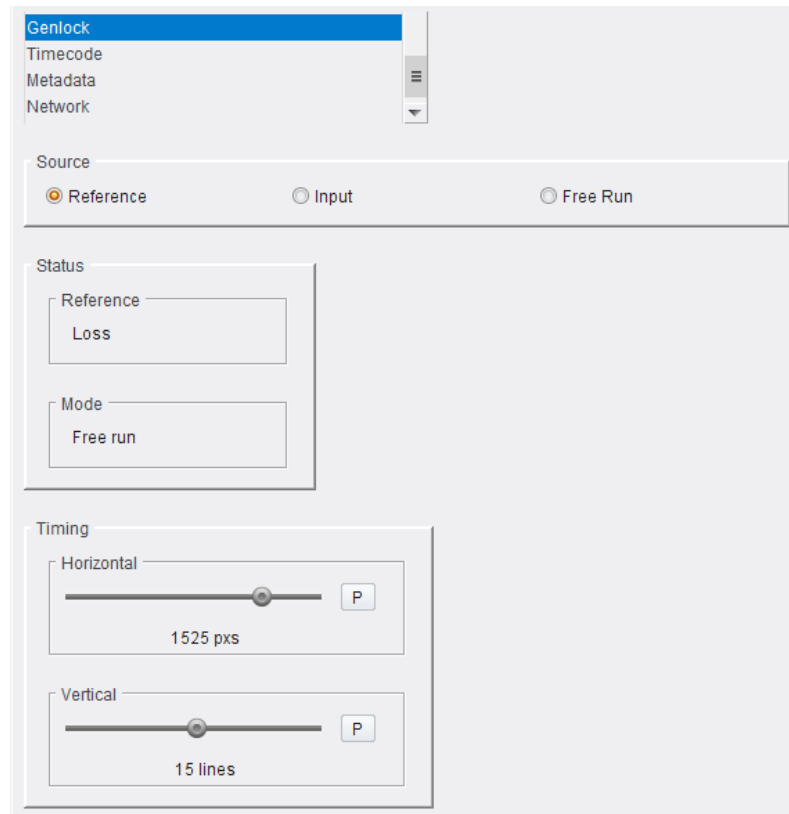 Genlock
Timecode
Metadata
Network
Source
Reference
Input
Free Run
Status
Reference
Loss
Mode
Free run
Timing
Horizontal
P
1525 pxs
Vertical
P
15 lines